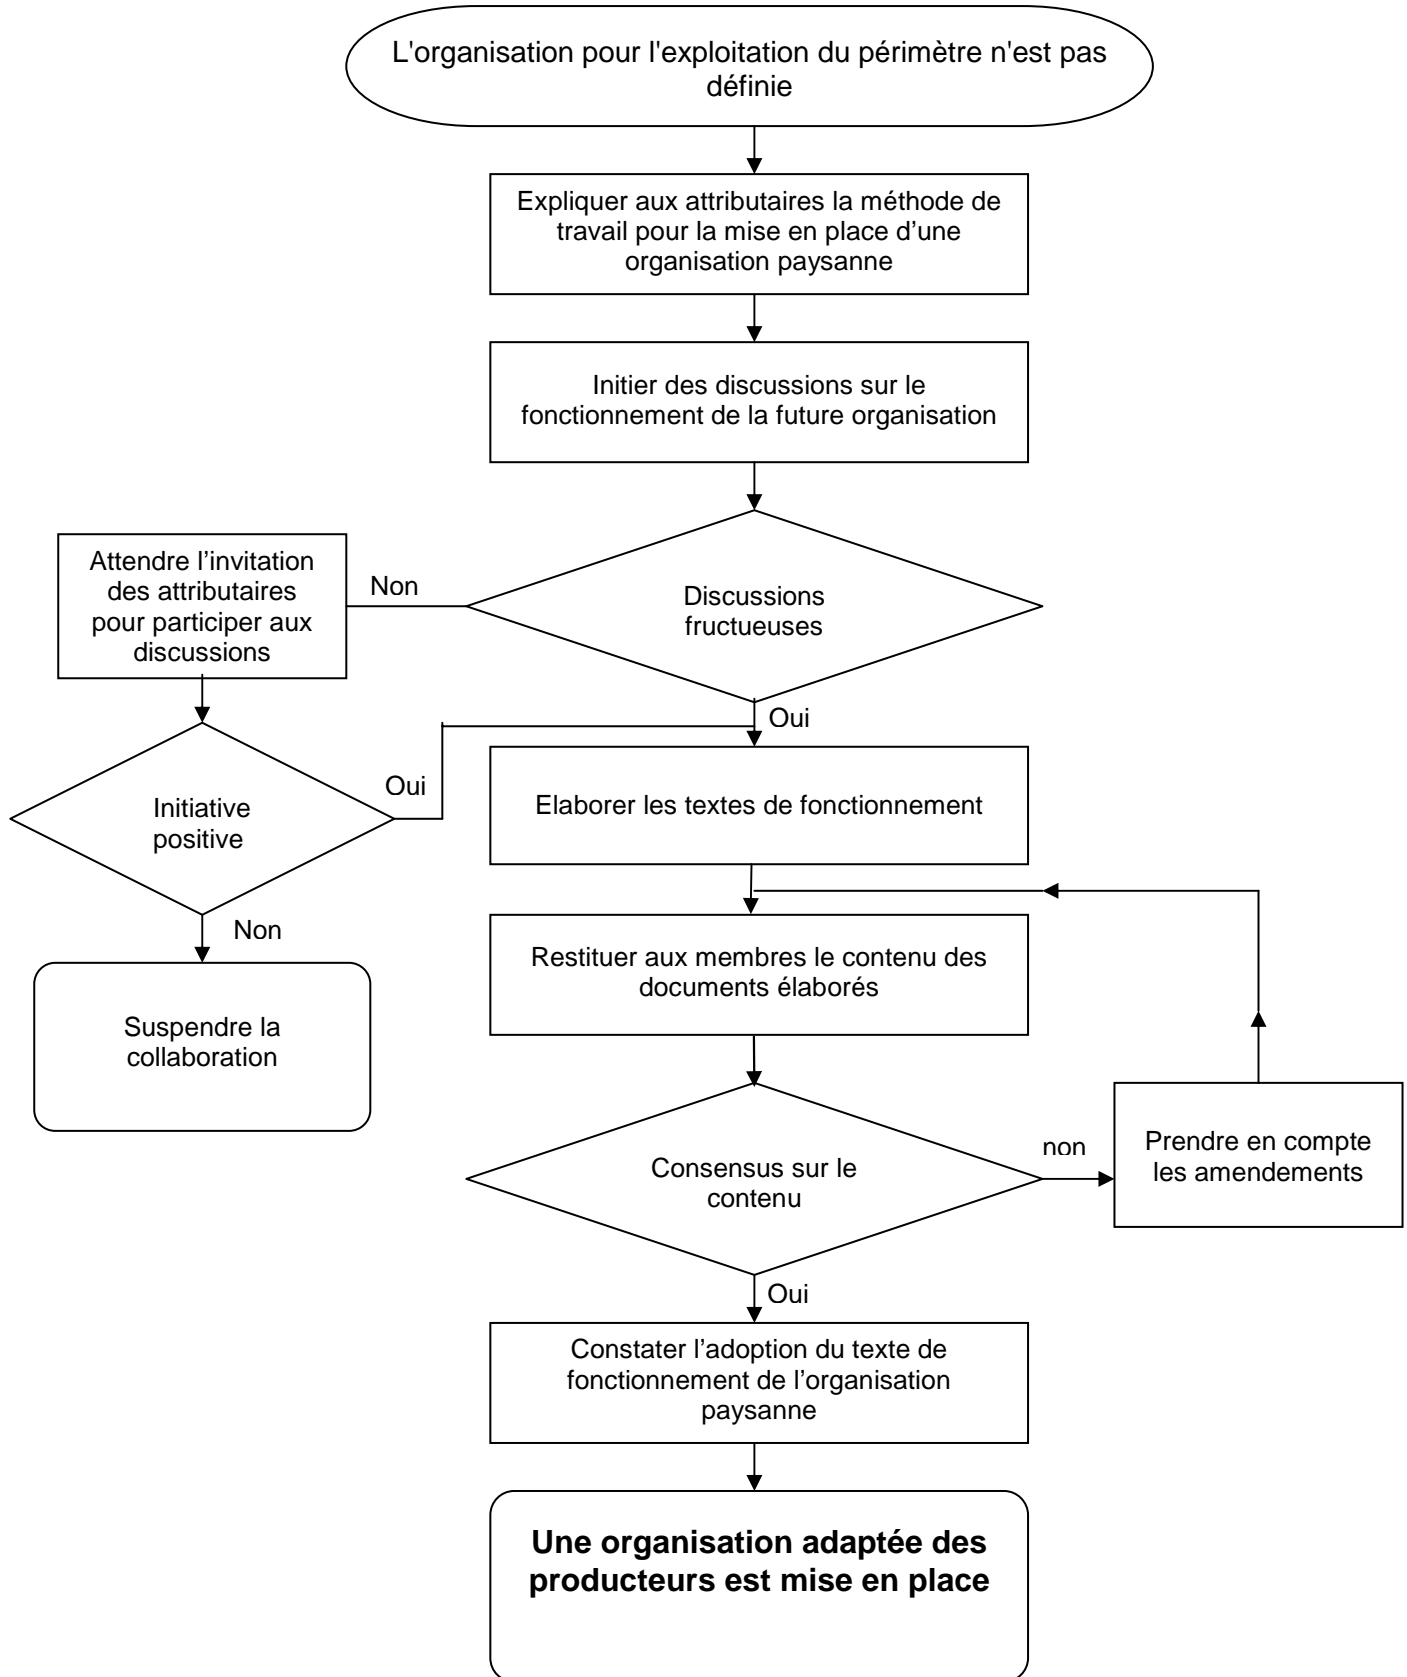 L'organisation pour l'exploitation du périmètre n'est pas
définie
Expliquer aux attributaires la méthode de
travail pour la mise en place d’une
organisation paysanne
Initier des discussions sur le
fonctionnement de la future organisation
Attendre l’invitation
des attributaires
pour participer aux
discussions
Non
Discussions
fructueuses
Oui
Initiative
positive
Oui
Elaborer les textes de fonctionnement
Non
Suspendre la
collaboration
Restituer aux membres le contenu des
documents élaborés
Consensus sur le
contenu
non
Prendre en compte
les amendements
Oui
Constater l’adoption du texte de
fonctionnement de l’organisation
paysanne
Une organisation adaptée des
producteurs est mise en place